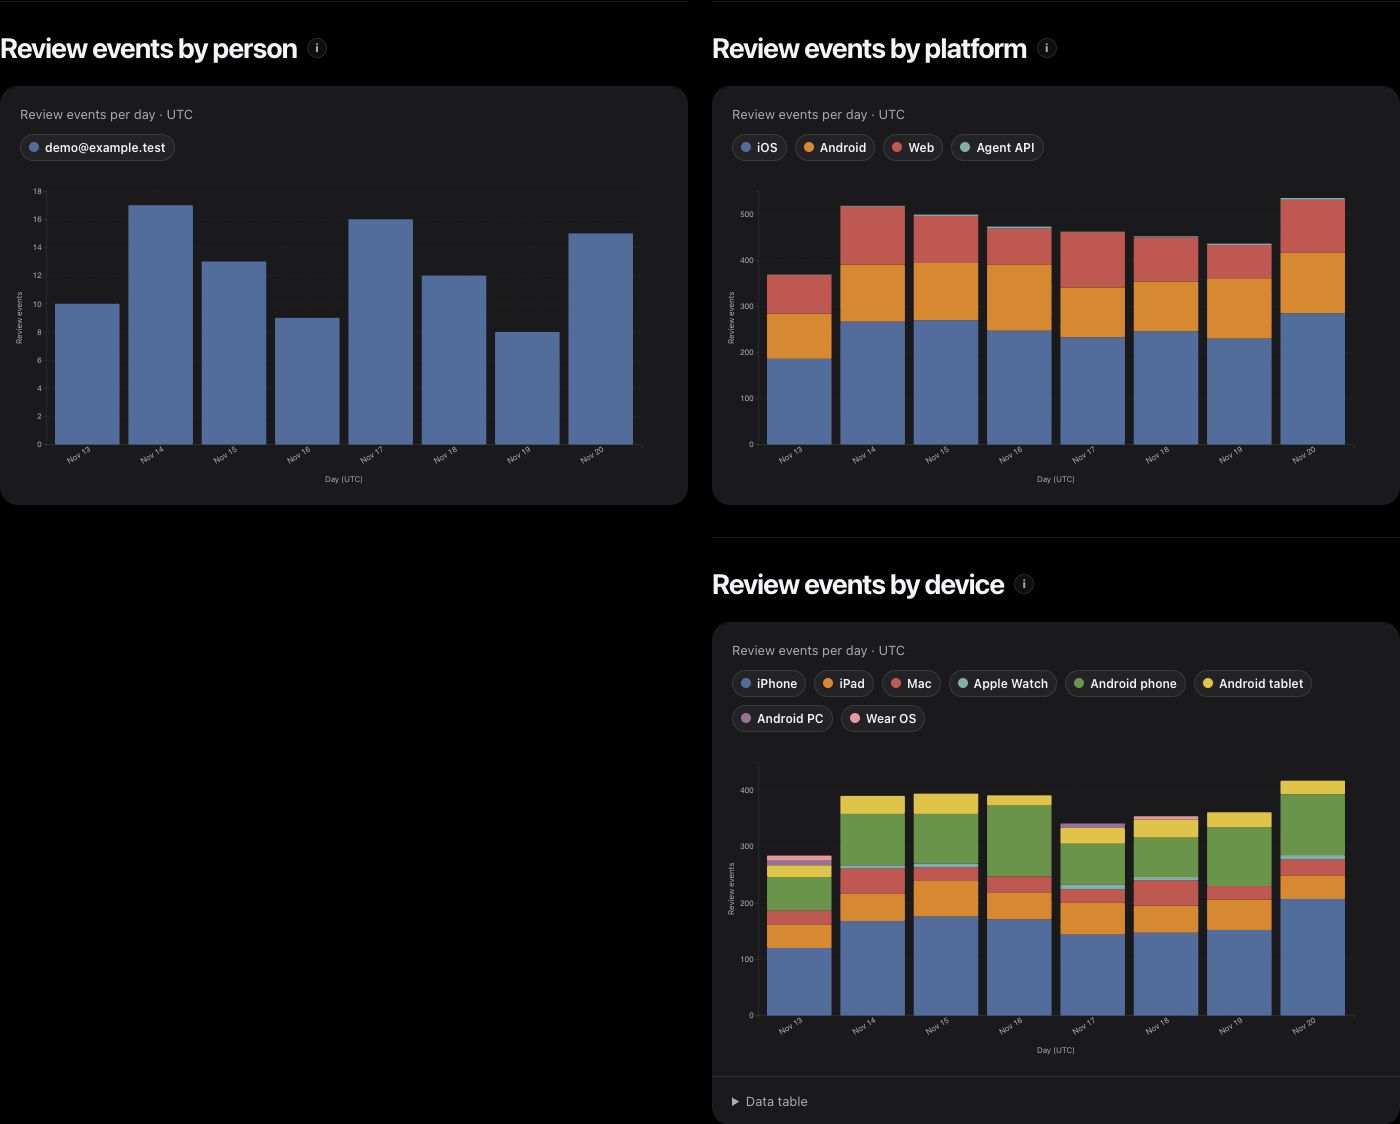 Review events by person i
Review events per day · UTC
demo@example.test
18
16
14
12
10
8
6
4
2
0
Review events
Nov 13 Nov 14 Nov 15 Nov 16 Nov 17 Nov 18 Nov 19 Nov 20
Day (UTC)
Review events by platform i
Review events per day · UTC
iOS Android Web Agent API
500
400
300
200
100
0
Review events
Nov 13 Nov 14 Nov 15 Nov 16 Nov 17 Nov 18 Nov 19 Nov 20
Day (UTC)
Review events by device i
Review events per day · UTC
iPhone iPad Mac Apple Watch Android phone Android tablet
Android PC Wear OS
400
300
200
100
0
Review events
Nov 13 Nov 14 Nov 15 Nov 16 Nov 17 Nov 18 Nov 19 Nov 20
Day (UTC)
Data table